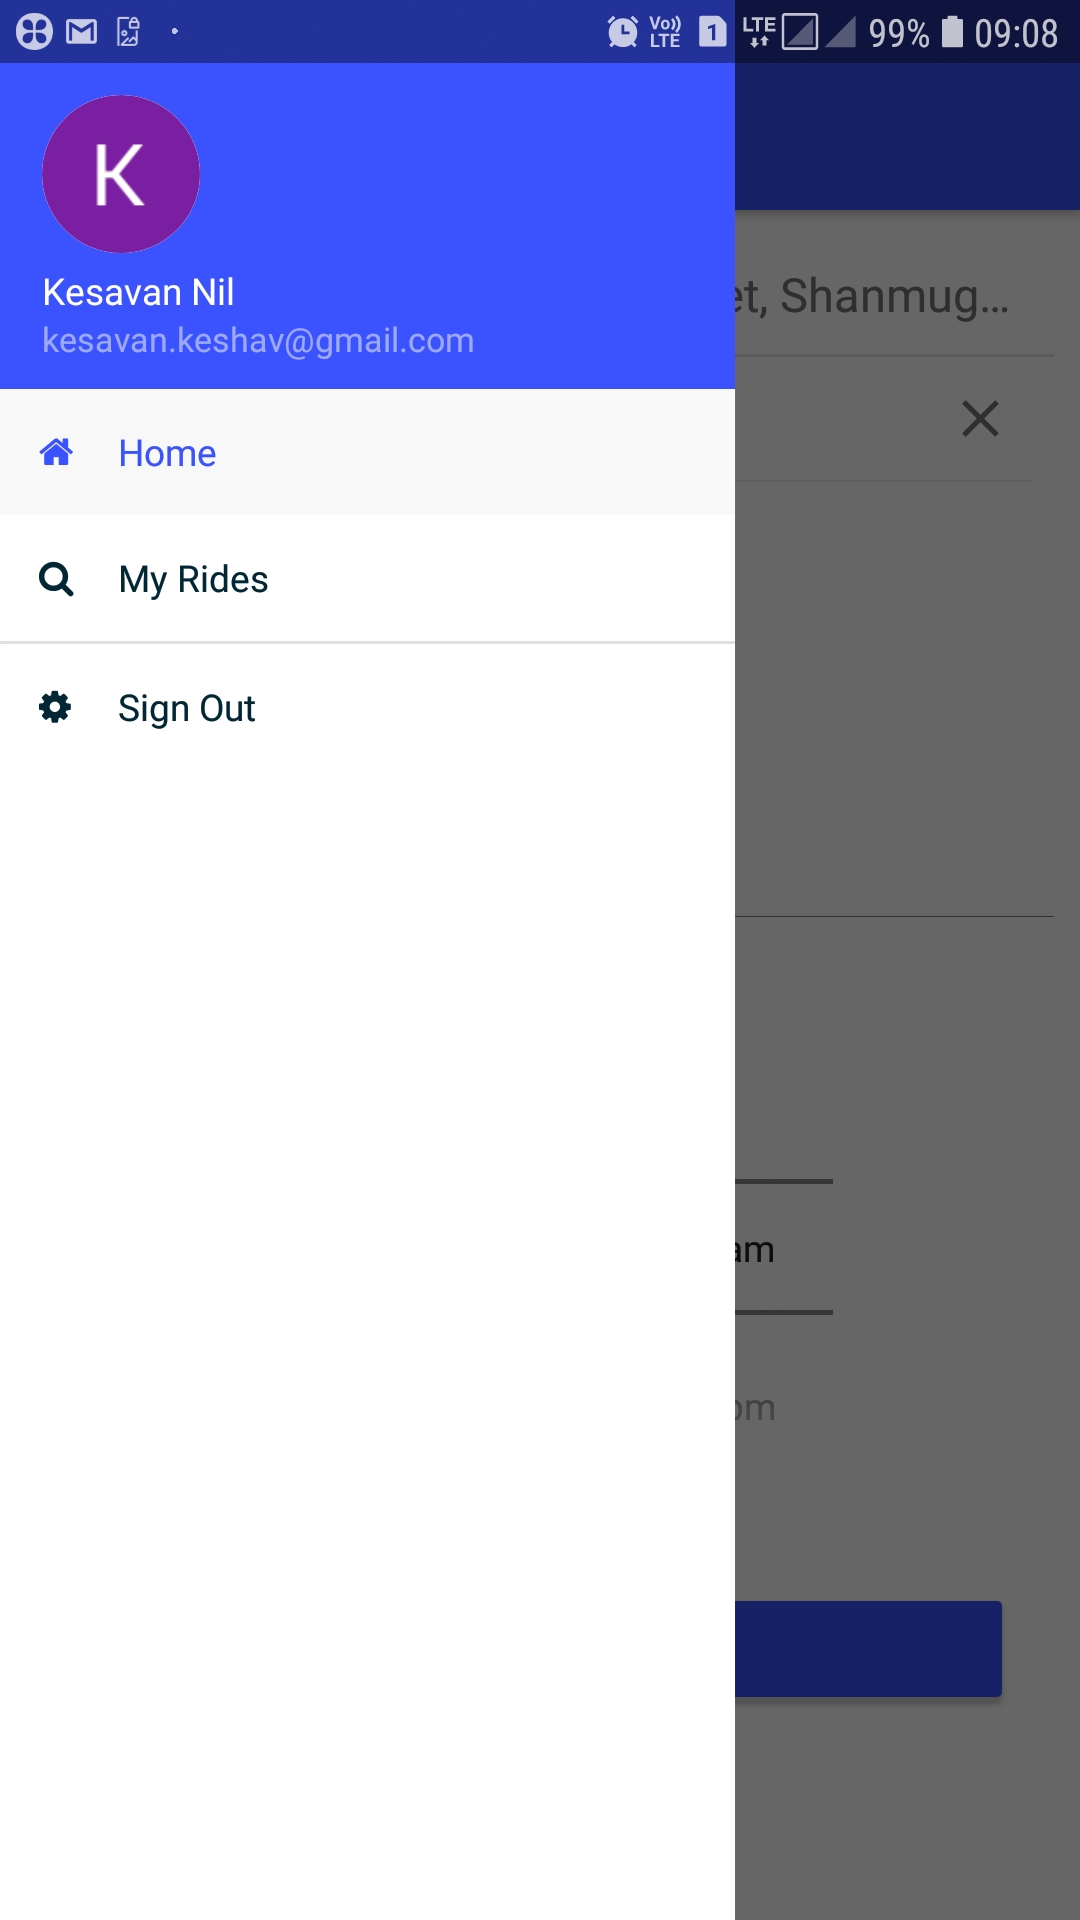 Vo)) LTE 1 LTE 99% 09:08
K
Kesavan Nil
kesavan.keshav@gmail.com
et, Shanmug...
Home
My Rides
Sign Out
am
om